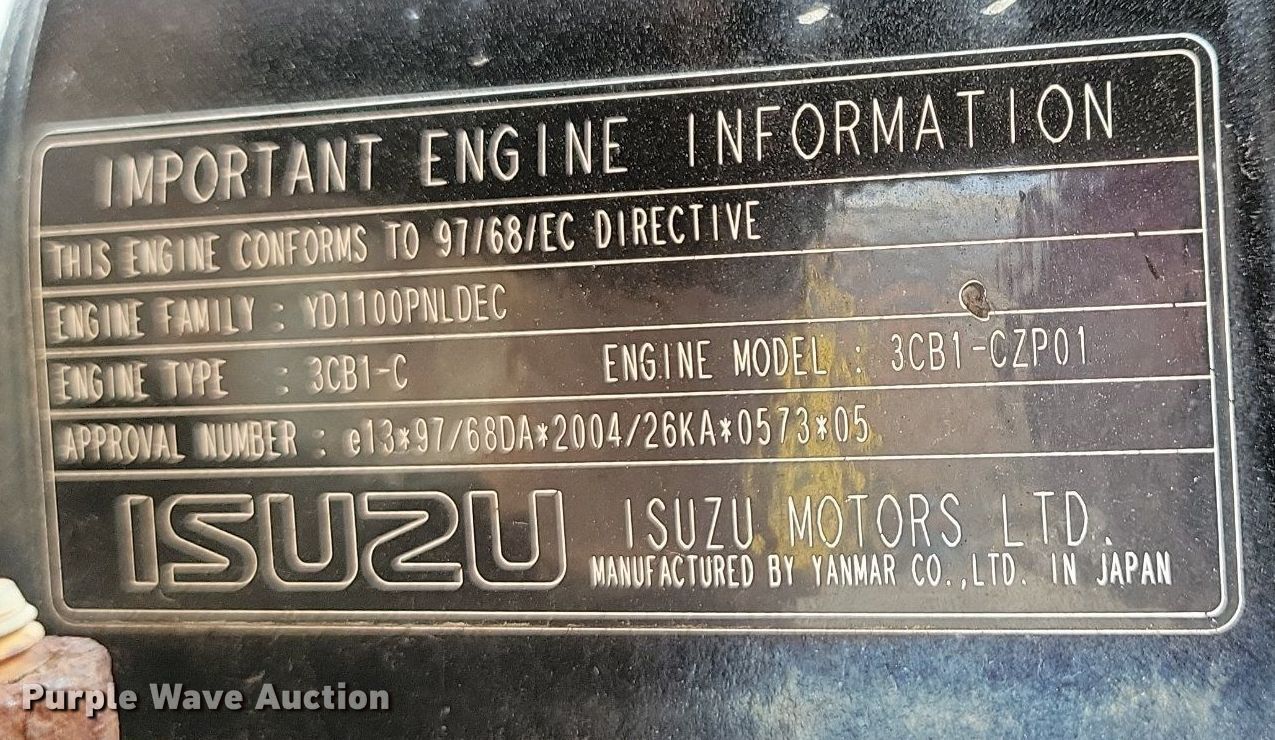 IMPORTANT ENGINE INFORMATION
THIS ENGINE CONFORMS TO 97/68/EC DIRECTIVE
ENGINE FAMILY : YD1100PNLDEC
ENGINE TYPE : 3CB1-C ENGINE MODEL : 3CB1-CZP01
APPROVAL NUMBER : e13*97/68DA*2004/26KA*0573*05
ISUZU ISUZU MOTORS LTD.
MANUFACTURED BY YANMAR CO.,LTD. IN JAPAN
Purple Wave Auction